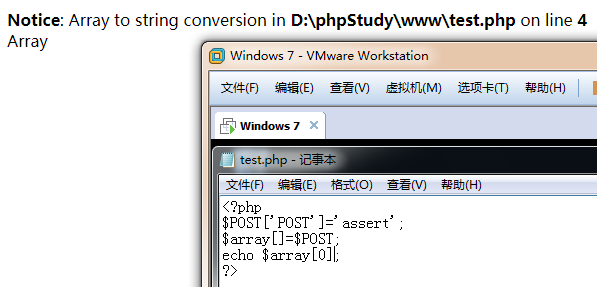 Notice: Array to string conversion in D:\phpStudy\www\test.php on line 4
Array
Windows 7 - VMware Workstation
文件(F) 编辑(E) 查看(V) 虚拟机(M) 选项卡(T) 帮助(H)
Windows 7 ×
test.php - 记事本
文件(F) 编辑(E) 格式(O) 查看(V) 帮助(H)
<?php
$POST['POST']='assert';
$array[]=$POST;
echo $array[0];
?>